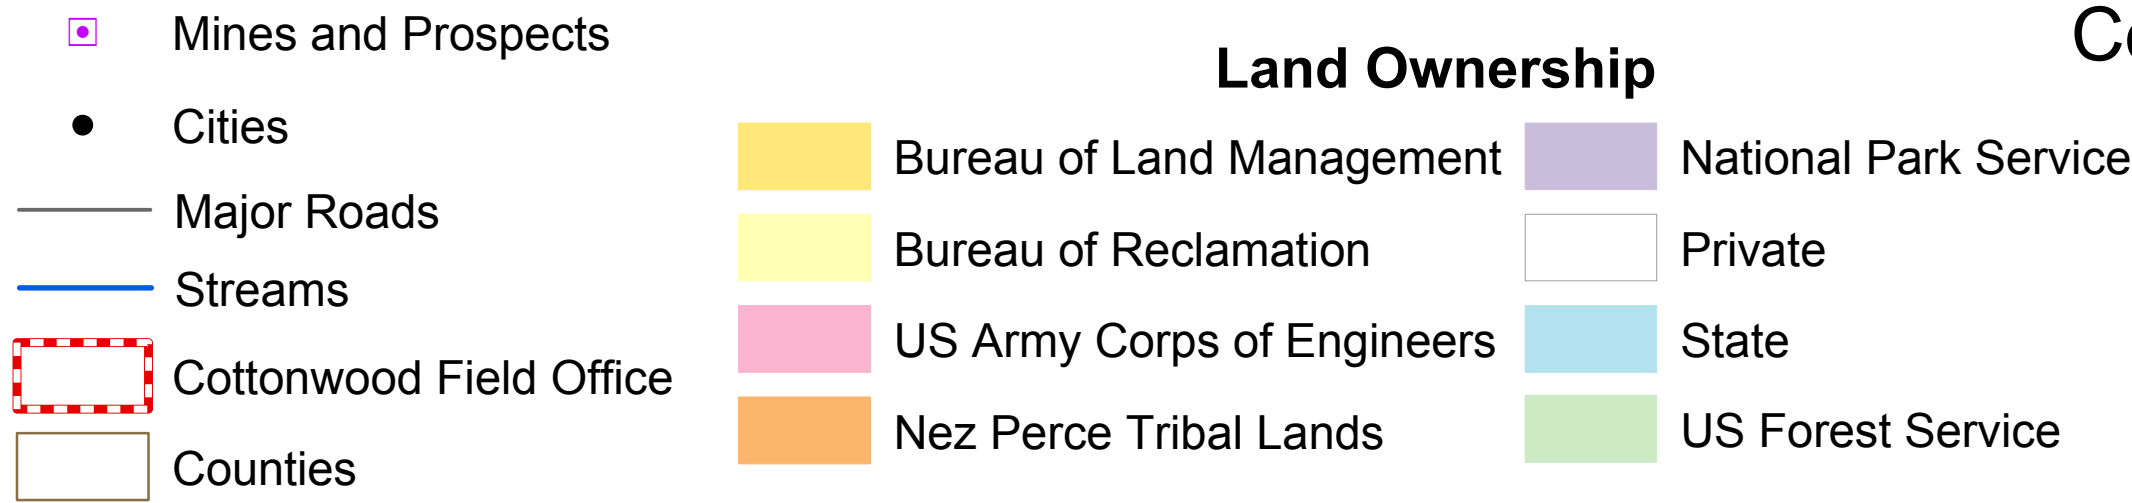 Mines and Prospects
Cities
Major Roads
Streams
Cottonwood Field Office
Counties
Land Ownership
Bureau of Land Management
Bureau of Reclamation
US Army Corps of Engineers
Nez Perce Tribal Lands
National Park Service
Private
State
US Forest Service